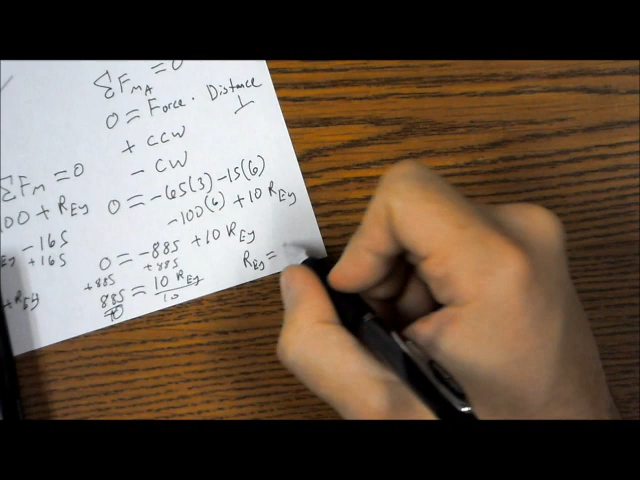 ΣF_MA = 0
0 = Force · Distance
⊥
+ CCW
- CW
ΣF_M = 0
100 + R_Ey
- 165
+ 165
+ R_Ey
0 = -65(3) - 15(6)
-100(6) + 10 R_Ey
0 = -885 + 10 R_Ey
+885 +885
885 = 10 R_Ey
10 10
R_Ey =